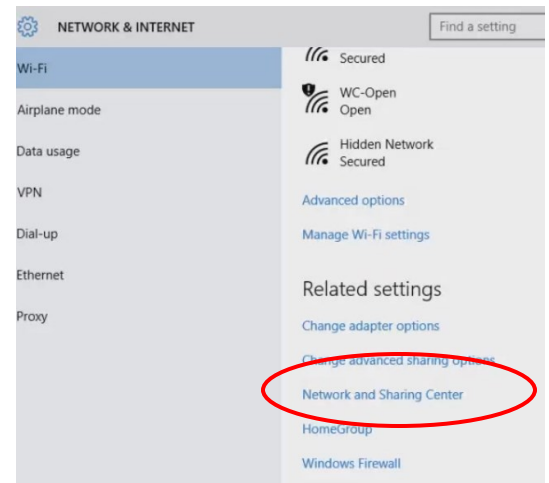 NETWORK & INTERNET
Find a setting
Wi-Fi
Airplane mode
Data usage
VPN
Dial-up
Ethernet
Proxy
Secured
WC-Open
Open
Hidden Network
Secured
Advanced options
Manage Wi-Fi settings
Related settings
Change adapter options
Change advanced sharing options
Network and Sharing Center
HomeGroup
Windows Firewall